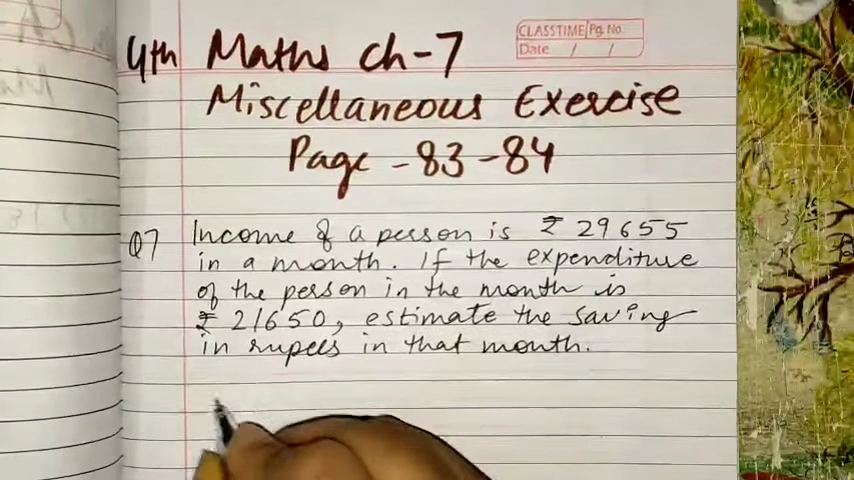 CLASSTIME Pg. No.
Date / /
4th Maths Ch-7
Miscellaneous Exercise
Page - 83 - 84
Q7 Income of a person is ₹ 29655
in a month. If the expenditure
of the person in the month is
₹ 21650, estimate the saving
in rupees in that month.